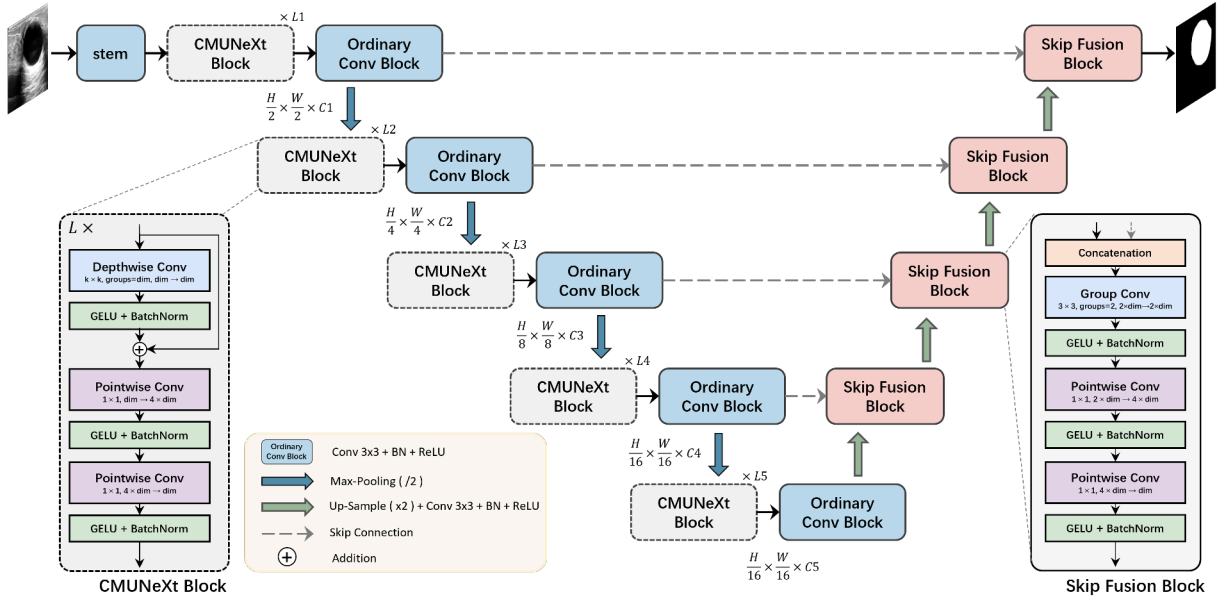 stem
CMUNeXt
Block
× L1
Ordinary
Conv Block
Skip Fusion
Block
H/2 × W/2 × C1
CMUNeXt
Block
× L2
Ordinary
Conv Block
Skip Fusion
Block
H/4 × W/4 × C2
CMUNeXt
Block
× L3
Ordinary
Conv Block
Skip Fusion
Block
H/8 × W/8 × C3
CMUNeXt
Block
× L4
Ordinary
Conv Block
Skip Fusion
Block
H/16 × W/16 × C4
CMUNeXt
Block
× L5
Ordinary
Conv Block
H/16 × W/16 × C5
L ×
Depthwise Conv
k × k, groups=dim, dim → dim
GELU + BatchNorm
Pointwise Conv
1 × 1, dim → 4 × dim
GELU + BatchNorm
Pointwise Conv
1 × 1, 4 × dim → dim
GELU + BatchNorm
CMUNeXt Block
Ordinary
Conv Block
Conv 3x3 + BN + ReLU
Max-Pooling ( /2 )
Up-Sample ( x2 ) + Conv 3x3 + BN + ReLU
Skip Connection
Addition
Concatenation
Group Conv
3 × 3, groups=2, 2×dim→2×dim
GELU + BatchNorm
Pointwise Conv
1 × 1, 2 × dim → 4 × dim
GELU + BatchNorm
Pointwise Conv
1 × 1, 4 × dim → dim
GELU + BatchNorm
Skip Fusion Block